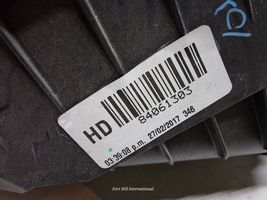 HD
84061303
03:39:08 p.m. 27/02/2017 346
Fort Hill International